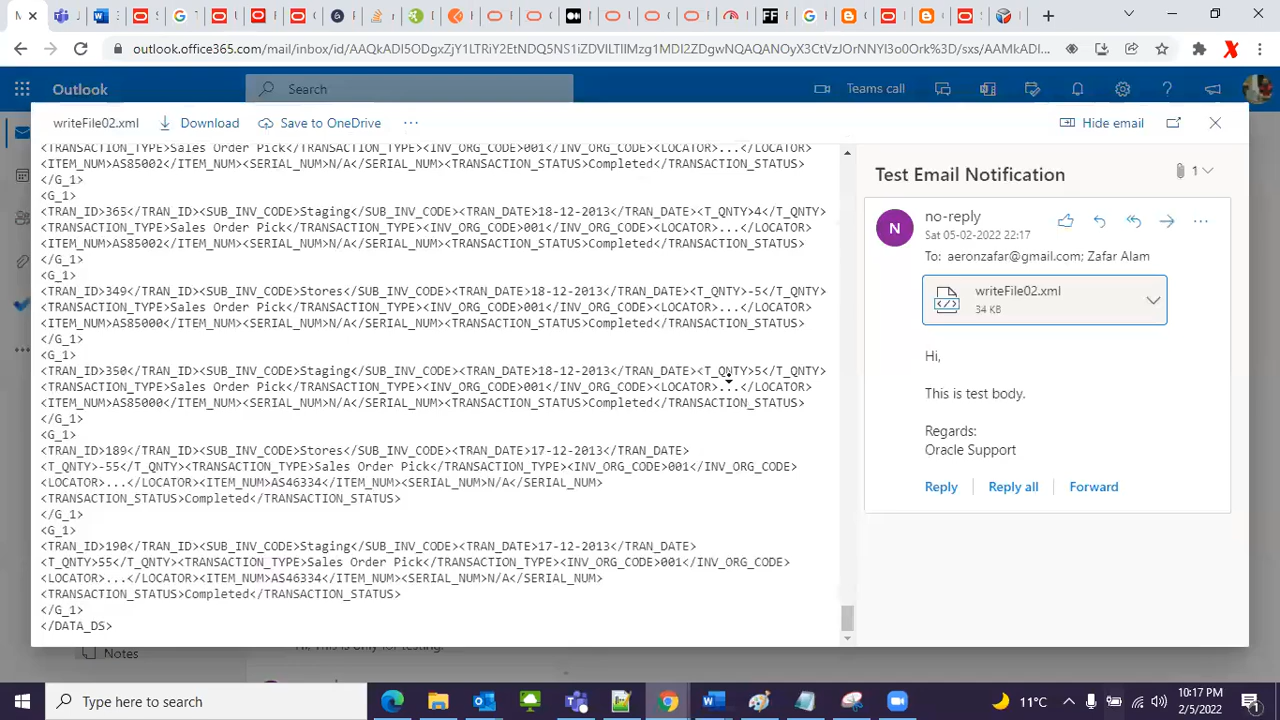 M
outlook.office365.com/mail/inbox/id/AAQkADI5ODgxZjY1LTRiY2EtNDQ5NS1iZDVlLTllMzg1MDI2ZDgwNQAQANOyX3CtVzJOrNNYl3o0Ork%3D/sxs/AAMkADI...
Outlook
Search
Teams call
writeFile02.xml
Download
Save to OneDrive
...
Hide email
<TRANSACTION_TYPE>Sales Order Pick</TRANSACTION_TYPE><INV_ORG_CODE>001</INV_ORG_CODE><LOCATOR>...</LOCATOR>
<ITEM_NUM>AS85002</ITEM_NUM><SERIAL_NUM>N/A</SERIAL_NUM><TRANSACTION_STATUS>Completed</TRANSACTION_STATUS>
</G_1>
<G_1>
<TRAN_ID>365</TRAN_ID><SUB_INV_CODE>Staging</SUB_INV_CODE><TRAN_DATE>18-12-2013</TRAN_DATE><T_QNTY>4</T_QNTY>
<TRANSACTION_TYPE>Sales Order Pick</TRANSACTION_TYPE><INV_ORG_CODE>001</INV_ORG_CODE><LOCATOR>...</LOCATOR>
<ITEM_NUM>AS85002</ITEM_NUM><SERIAL_NUM>N/A</SERIAL_NUM><TRANSACTION_STATUS>Completed</TRANSACTION_STATUS>
</G_1>
<G_1>
<TRAN_ID>349</TRAN_ID><SUB_INV_CODE>Stores</SUB_INV_CODE><TRAN_DATE>18-12-2013</TRAN_DATE><T_QNTY>-5</T_QNTY>
<TRANSACTION_TYPE>Sales Order Pick</TRANSACTION_TYPE><INV_ORG_CODE>001</INV_ORG_CODE><LOCATOR>...</LOCATOR>
<ITEM_NUM>AS85000</ITEM_NUM><SERIAL_NUM>N/A</SERIAL_NUM><TRANSACTION_STATUS>Completed</TRANSACTION_STATUS>
</G_1>
<G_1>
<TRAN_ID>350</TRAN_ID><SUB_INV_CODE>Staging</SUB_INV_CODE><TRAN_DATE>18-12-2013</TRAN_DATE><T_QNTY>5</T_QNTY>
<TRANSACTION_TYPE>Sales Order Pick</TRANSACTION_TYPE><INV_ORG_CODE>001</INV_ORG_CODE><LOCATOR>...</LOCATOR>
<ITEM_NUM>AS85000</ITEM_NUM><SERIAL_NUM>N/A</SERIAL_NUM><TRANSACTION_STATUS>Completed</TRANSACTION_STATUS>
</G_1>
<G_1>
<TRAN_ID>189</TRAN_ID><SUB_INV_CODE>Stores</SUB_INV_CODE><TRAN_DATE>17-12-2013</TRAN_DATE>
<T_QNTY>-55</T_QNTY><TRANSACTION_TYPE>Sales Order Pick</TRANSACTION_TYPE><INV_ORG_CODE>001</INV_ORG_CODE>
<LOCATOR>...</LOCATOR><ITEM_NUM>AS46334</ITEM_NUM><SERIAL_NUM>N/A</SERIAL_NUM>
<TRANSACTION_STATUS>Completed</TRANSACTION_STATUS>
</G_1>
<G_1>
<TRAN_ID>190</TRAN_ID><SUB_INV_CODE>Staging</SUB_INV_CODE><TRAN_DATE>17-12-2013</TRAN_DATE>
<T_QNTY>55</T_QNTY><TRANSACTION_TYPE>Sales Order Pick</TRANSACTION_TYPE><INV_ORG_CODE>001</INV_ORG_CODE>
<LOCATOR>...</LOCATOR><ITEM_NUM>AS46334</ITEM_NUM><SERIAL_NUM>N/A</SERIAL_NUM>
<TRANSACTION_STATUS>Completed</TRANSACTION_STATUS>
</G_1>
</DATA_DS>
Test Email Notification
1
N
no-reply
Sat 05-02-2022 22:17
To: aeronzafar@gmail.com; Zafar Alam
writeFile02.xml
34 KB
Hi,
This is test body.
Regards:
Oracle Support
Reply
Reply all
Forward
Notes
Hi, This is only for testing.
Type here to search
11°C
10:17 PM
2/5/2022